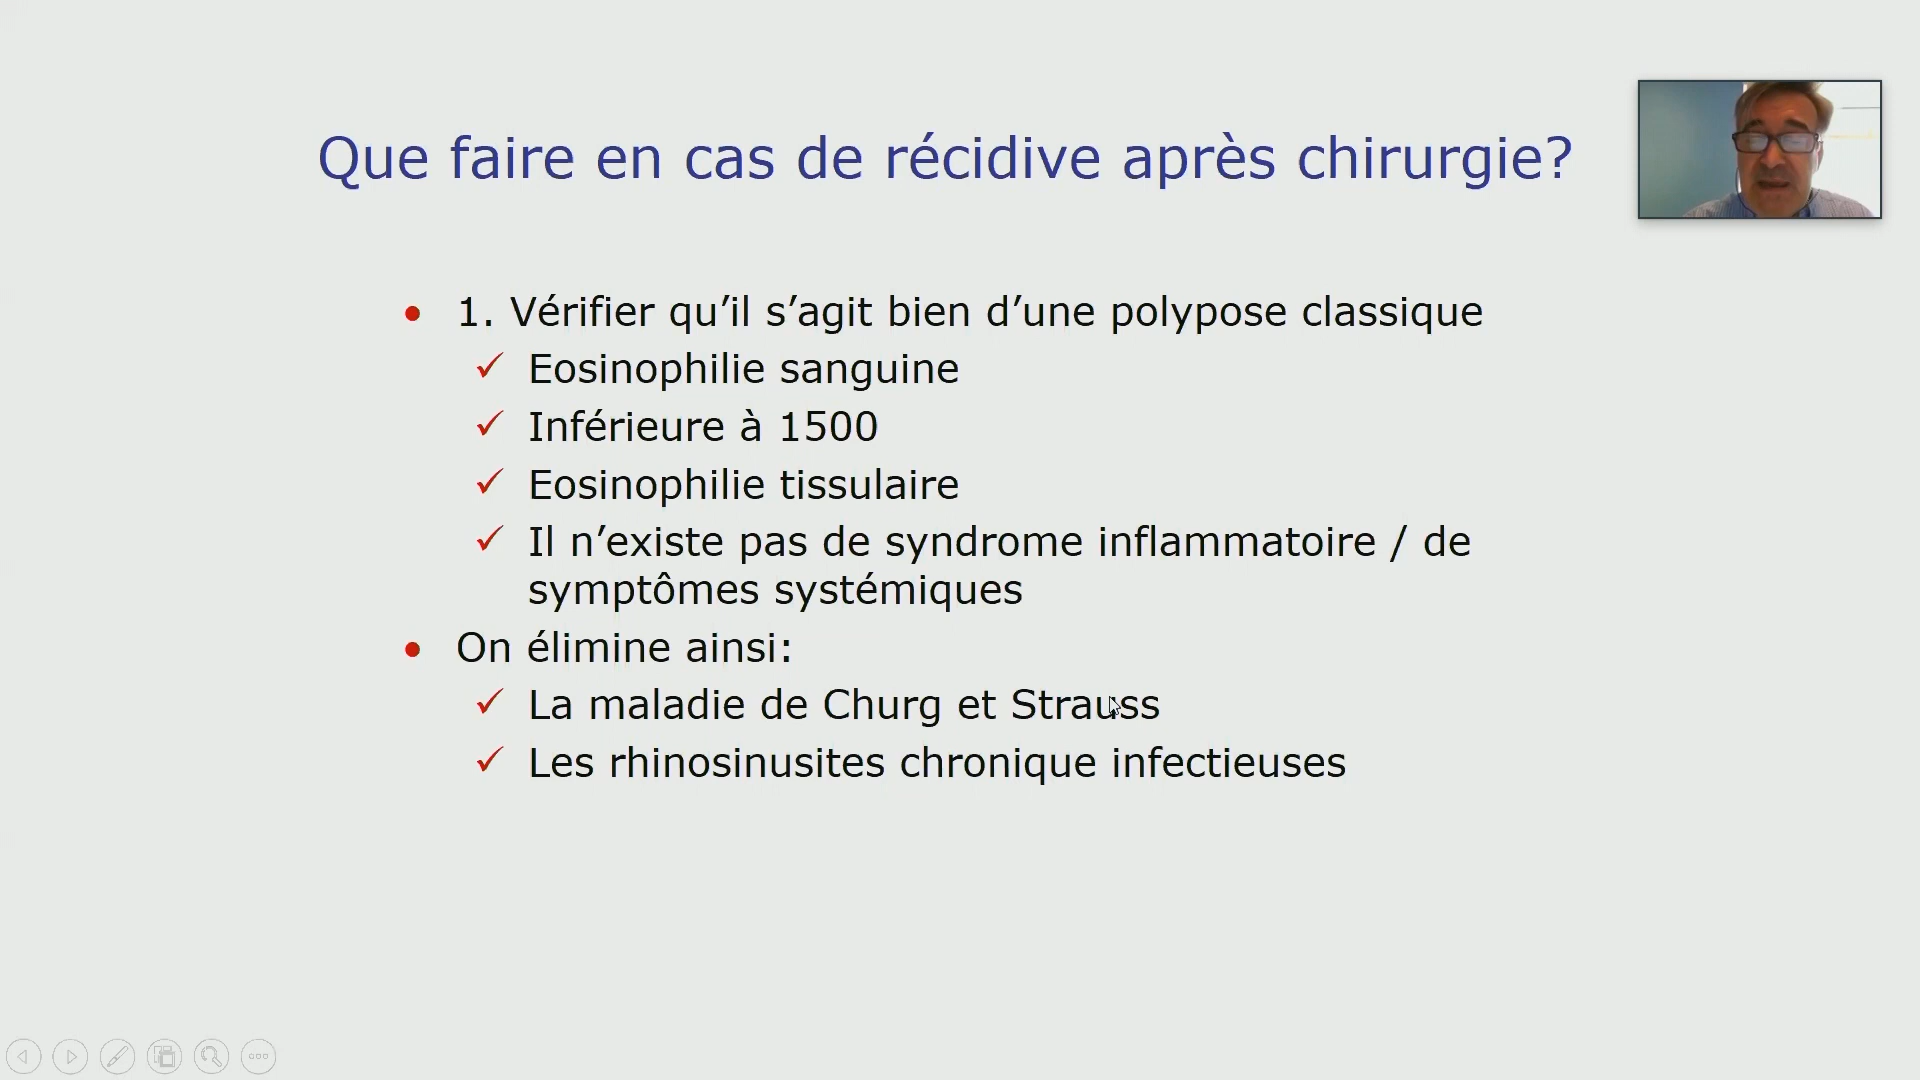 Que faire en cas de récidive après chirurgie?
1. Vérifier qu’il s’agit bien d’une polypose classique
Eosinophilie sanguine
Inférieure à 1500
Eosinophilie tissulaire
Il n’existe pas de syndrome inflammatoire / de
symptômes systémiques
On élimine ainsi:
La maladie de Churg et Strauss
Les rhinosinusites chronique infectieuses